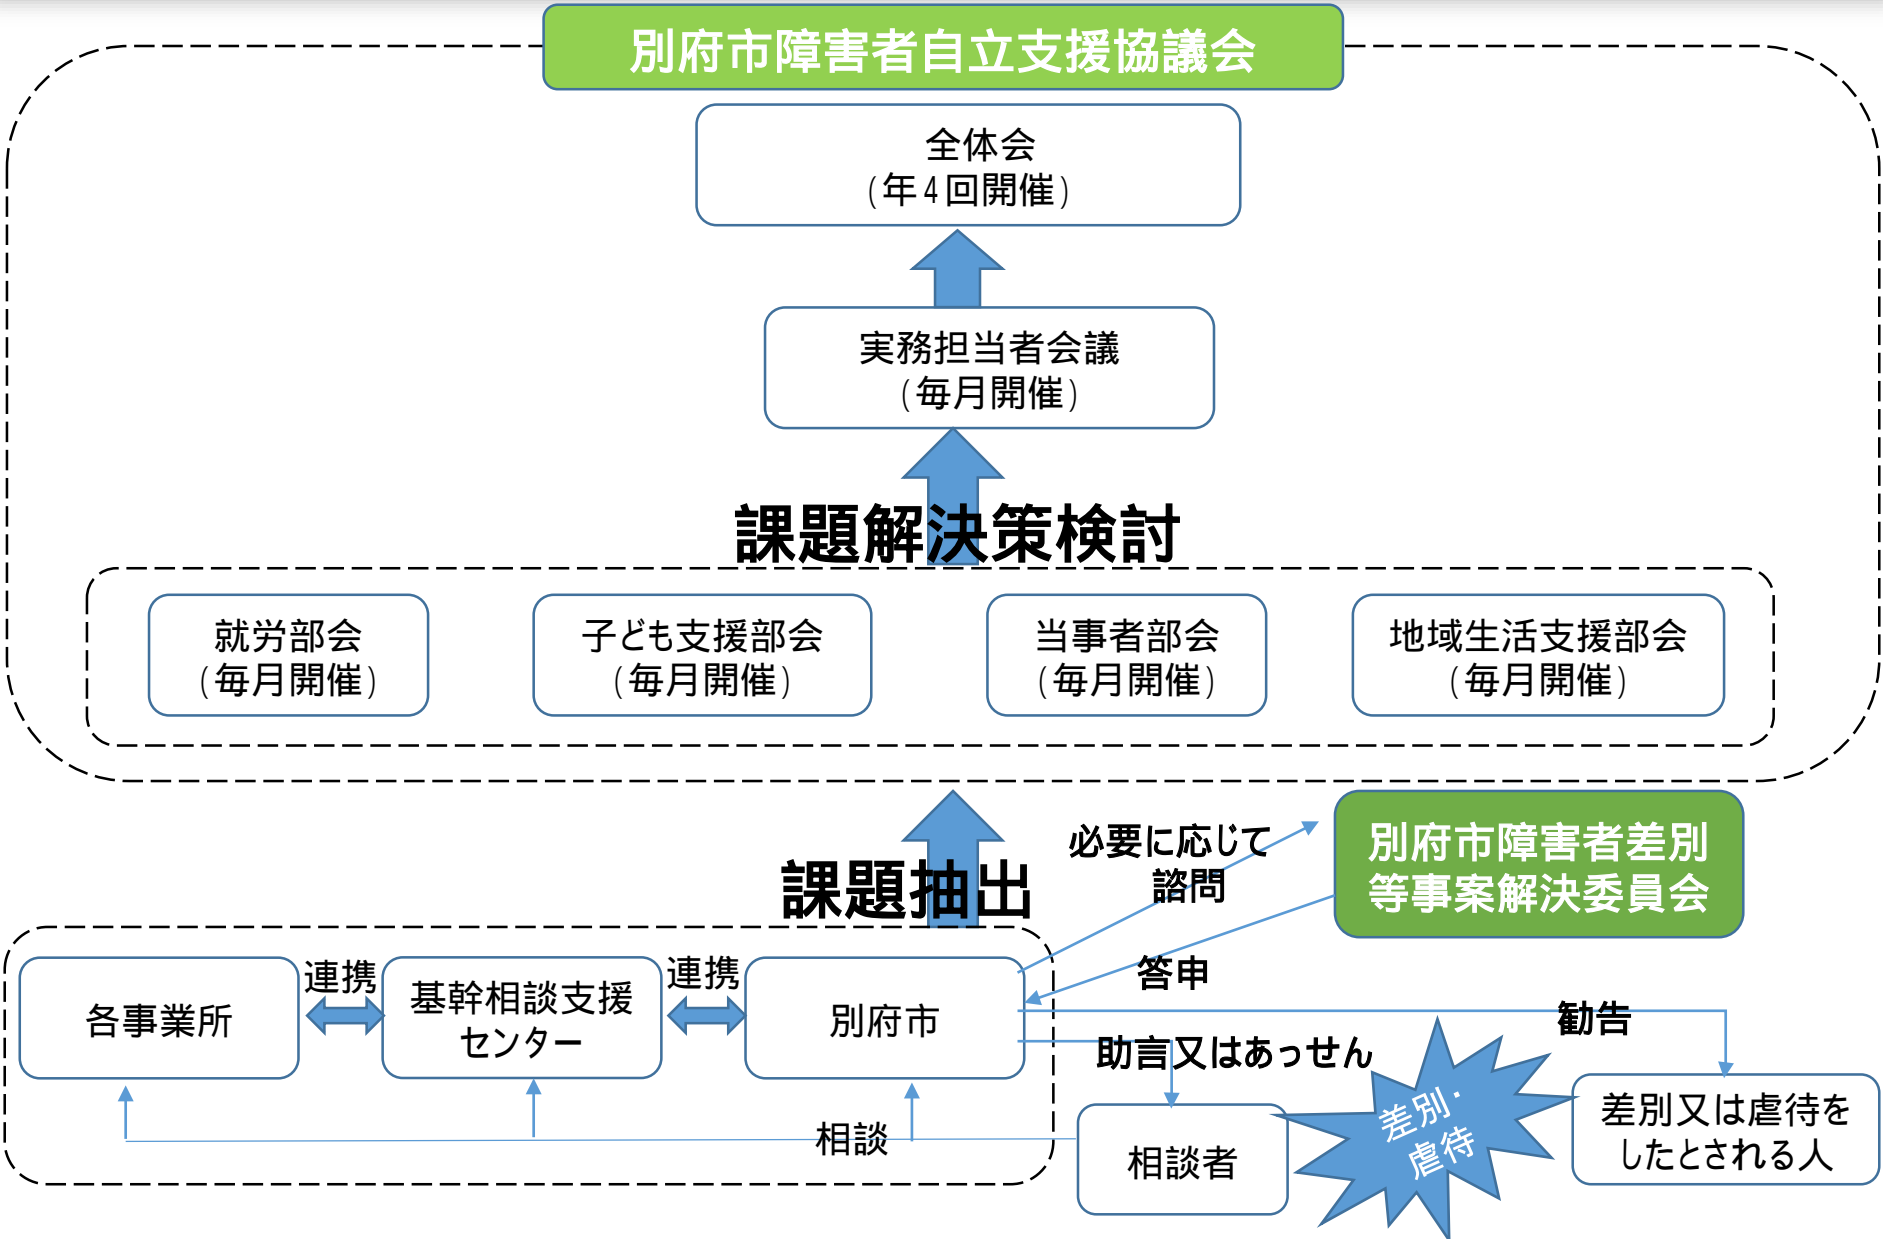 別府市障害者自立支援協議会
全体会
(年4回開催)
実務担当者会議
(毎月開催)
課題解決策検討
就労部会
(毎月開催)
子ども支援部会
(毎月開催)
当事者部会
(毎月開催)
地域生活支援部会
(毎月開催)
課題抽出
必要に応じて
諮問
別府市障害者差別
等事案解決委員会
答申
各事業所
連携
基幹相談支援
センター
連携
別府市
勧告
助言又はあっせん
相談
相談者
差別・
虐待
差別又は虐待を
したとされる人